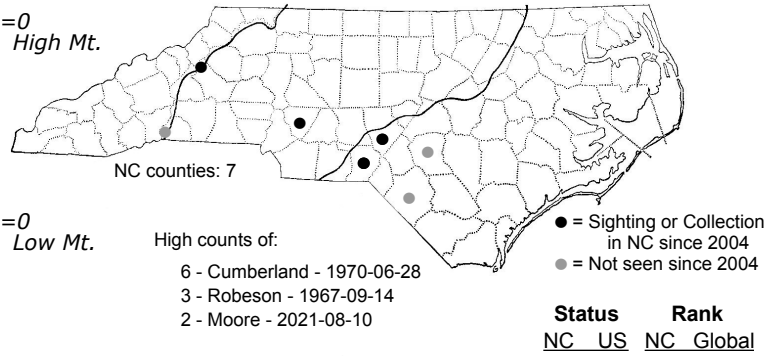 =0
High Mt.
NC counties: 7
=0
Low Mt.
High counts of:
6 - Cumberland - 1970-06-28
3 - Robeson - 1967-09-14
2 - Moore - 2021-08-10
= Sighting or Collection
in NC since 2004
= Not seen since 2004
Status Rank
NC US NC Global